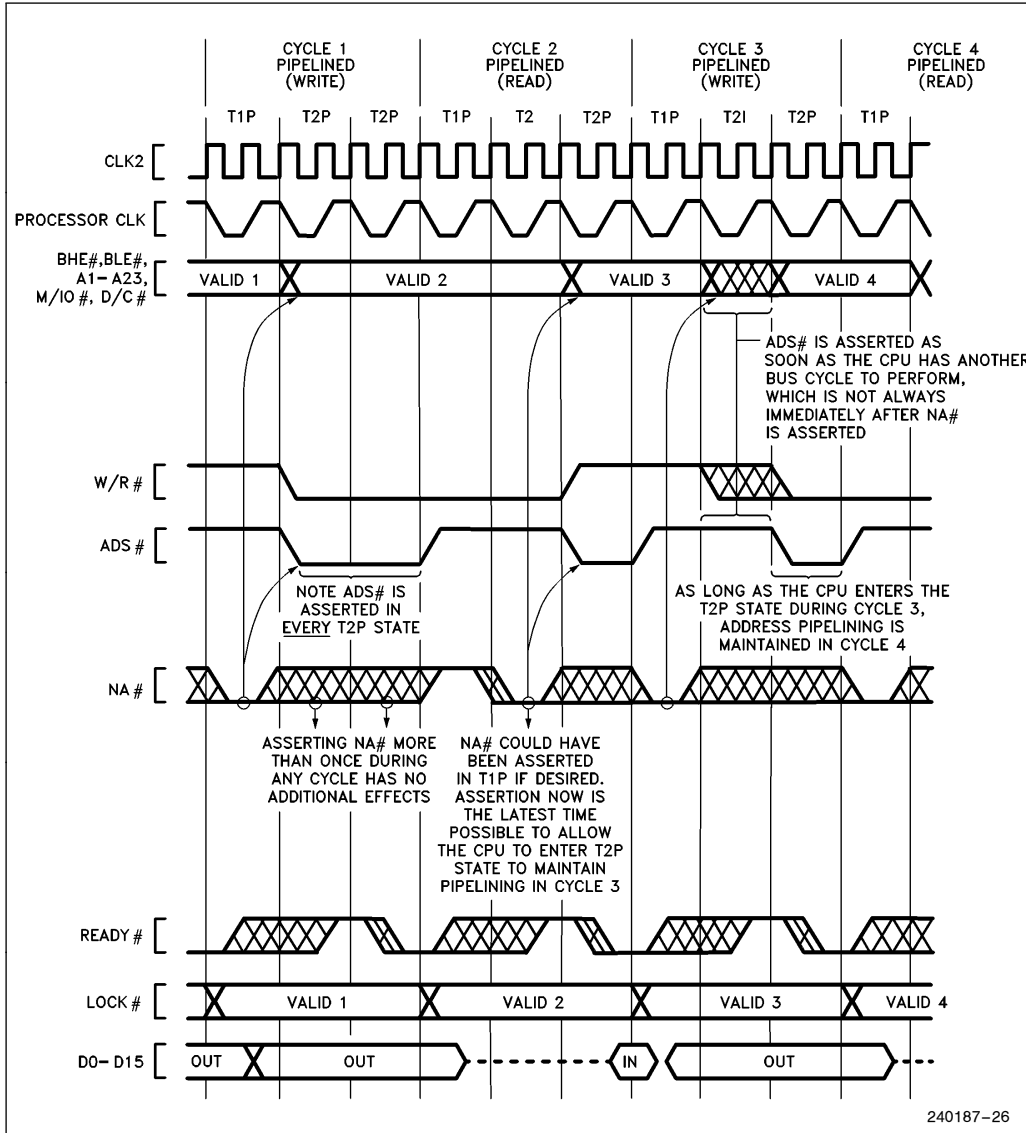 CYCLE 1
PIPELINED
(WRITE)
CYCLE 2
PIPELINED
(READ)
CYCLE 3
PIPELINED
(WRITE)
CYCLE 4
PIPELINED
(READ)
T1P T2P T2P T1P T2 T2P T1P T2I T2P T1P
CLK2
PROCESSOR CLK
BHE#,BLE#,
A1-A23,
M/IO #, D/C #
VALID 1 VALID 2 VALID 3 VALID 4
ADS# IS ASSERTED AS
SOON AS THE CPU HAS ANOTHER
BUS CYCLE TO PERFORM,
WHICH IS NOT ALWAYS
IMMEDIATELY AFTER NA#
IS ASSERTED
W/R #
ADS #
NOTE ADS# IS
ASSERTED IN
EVERY T2P STATE
AS LONG AS THE CPU ENTERS THE
T2P STATE DURING CYCLE 3,
ADDRESS PIPELINING IS
MAINTAINED IN CYCLE 4
NA #
ASSERTING NA# MORE
THAN ONCE DURING
ANY CYCLE HAS NO
ADDITIONAL EFFECTS
NA# COULD HAVE
BEEN ASSERTED
IN T1P IF DESIRED.
ASSERTION NOW IS
THE LATEST TIME
POSSIBLE TO ALLOW
THE CPU TO ENTER T2P
STATE TO MAINTAIN
PIPELINING IN CYCLE 3
READY #
LOCK #
VALID 1 VALID 2 VALID 3 VALID 4
D0-D15
OUT OUT IN OUT
240187-26